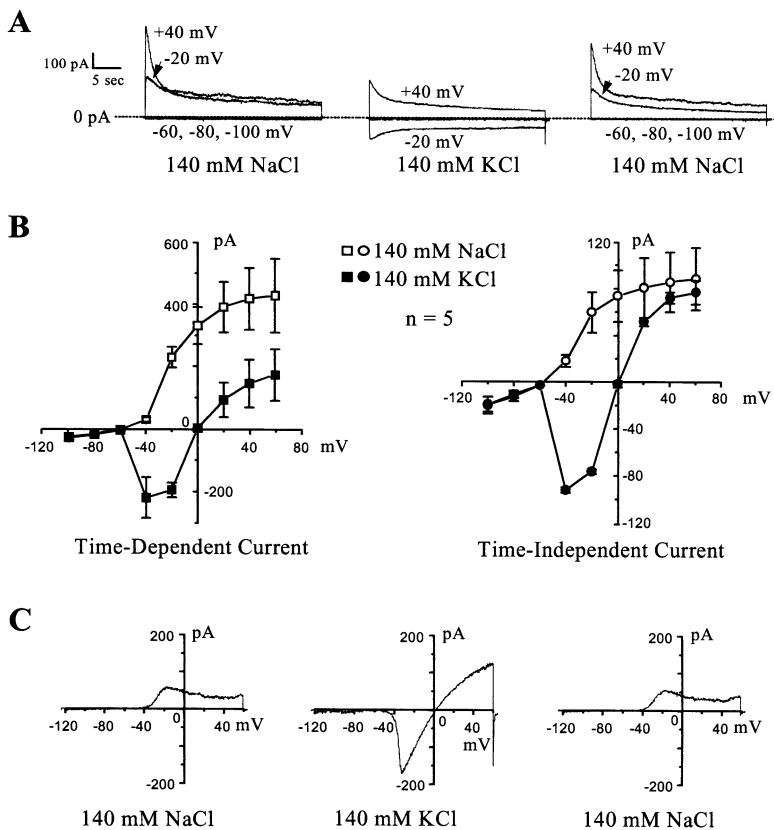 A
+40 mV
-20 mV
100 pA
5 sec
0 pA
-60, -80, -100 mV
140 mM NaCl
+40 mV
-20 mV
140 mM KCl
+40 mV
-20 mV
-60, -80, -100 mV
140 mM NaCl
B
600
pA
400
0
-200
-120
-80
-40
40
80
mV
Time-Dependent Current
140 mM NaCl
140 mM KCl
n = 5
120
pA
-40
-80
-120
-120
-80
40
80
mV
Time-Independent Current
C
200
pA
-120
-80
-40
0
40
mV
-200
140 mM NaCl
200
pA
-120
-80
-40
0
40
mV
-200
140 mM KCl
200
pA
-120
-80
-40
0
40
mV
-200
140 mM NaCl